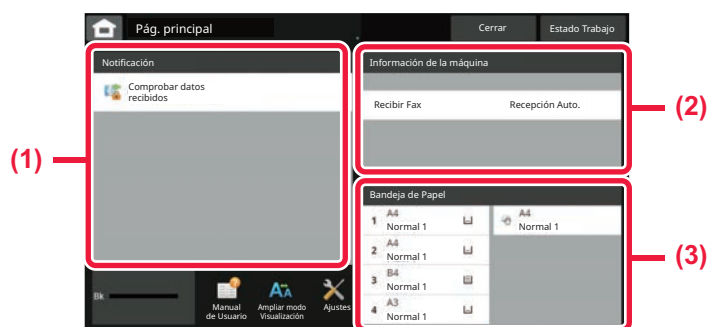 Pág. principal
Cerrar
Estado Trabajo
Notificación
Comprobar datos
recibidos
(1)
Información de la máquina
Recibir Fax
Recepción Auto.
(2)
Bandeja de Papel
1 A4
Normal 1
2 A4
Normal 1
3 B4
Normal 1
4 A3
Normal 1
A4
Normal 1
(3)
Bk
Manual
de Usuario
Ampliar modo
Visualización
Ajustes